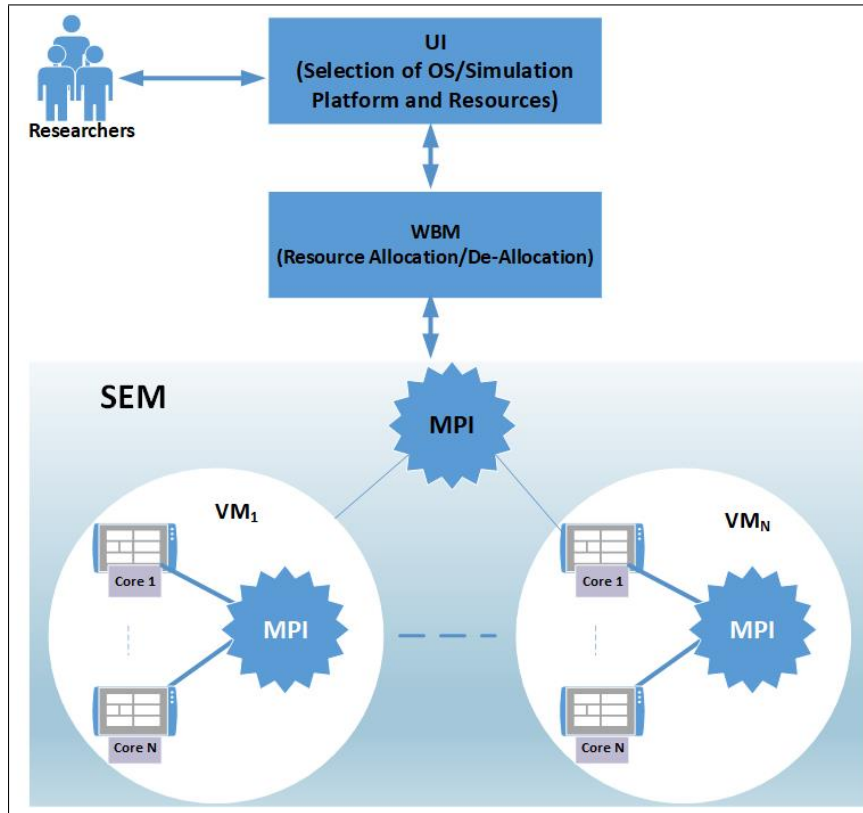 UI
(Selection of OS/Simulation
Platform and Resources)
Researchers
WBM
(Resource Allocation/De-Allocation)
SEM
MPI
VM₁
VMₙ
Core 1
Core 1
MPI
MPI
Core N
Core N